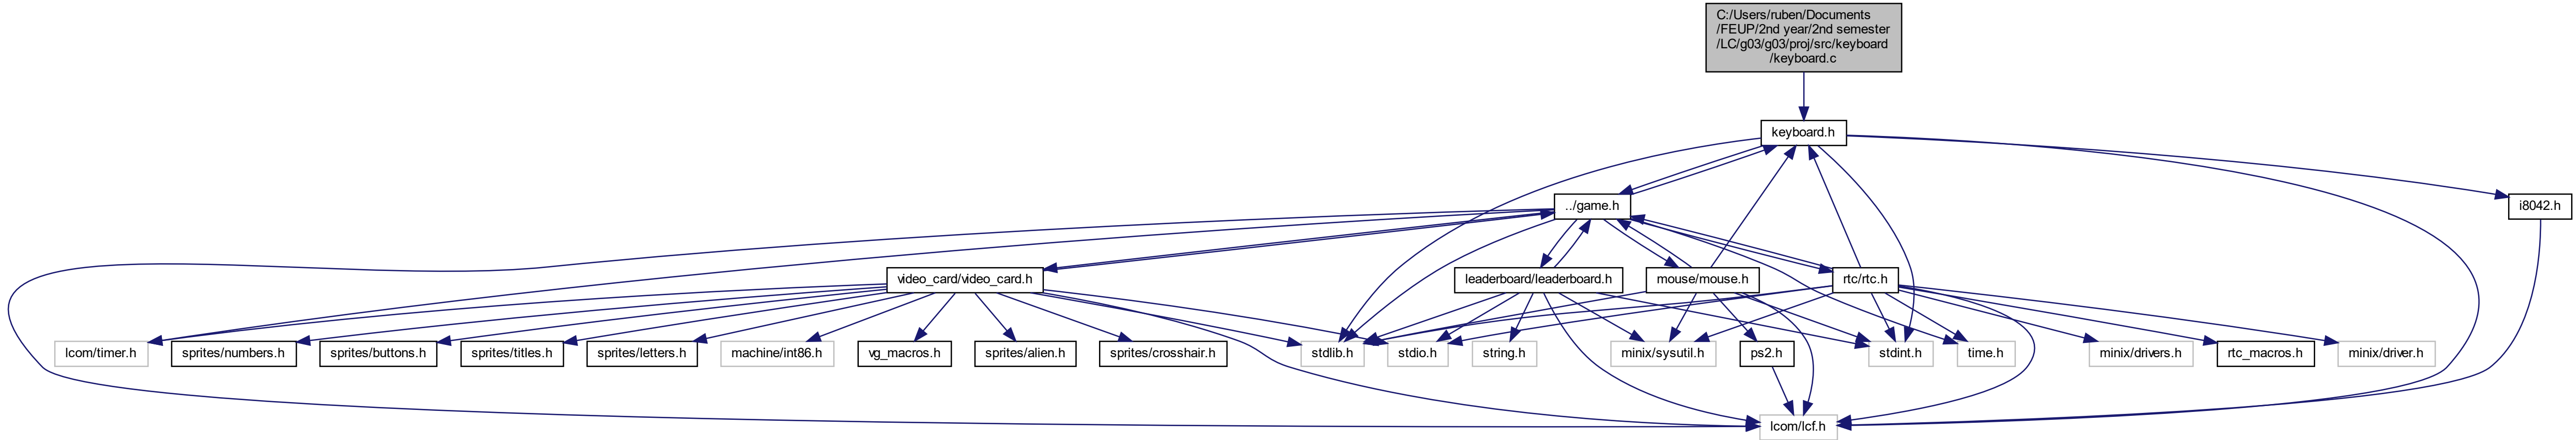 C:/Users/ruben/Documents
/FEUP/2nd year/2nd semester
/LC/g03/g03/proj/src/keyboard
/keyboard.c
keyboard.h
../game.h
i8042.h
video_card/video_card.h
leaderboard/leaderboard.h
mouse/mouse.h
rtc/rtc.h
lcom/timer.h
sprites/numbers.h
sprites/buttons.h
sprites/titles.h
sprites/letters.h
machine/int86.h
vg_macros.h
sprites/alien.h
sprites/crosshair.h
stdlib.h
stdio.h
string.h
minix/sysutil.h
ps2.h
stdint.h
time.h
minix/drivers.h
rtc_macros.h
minix/driver.h
lcom/lcf.h